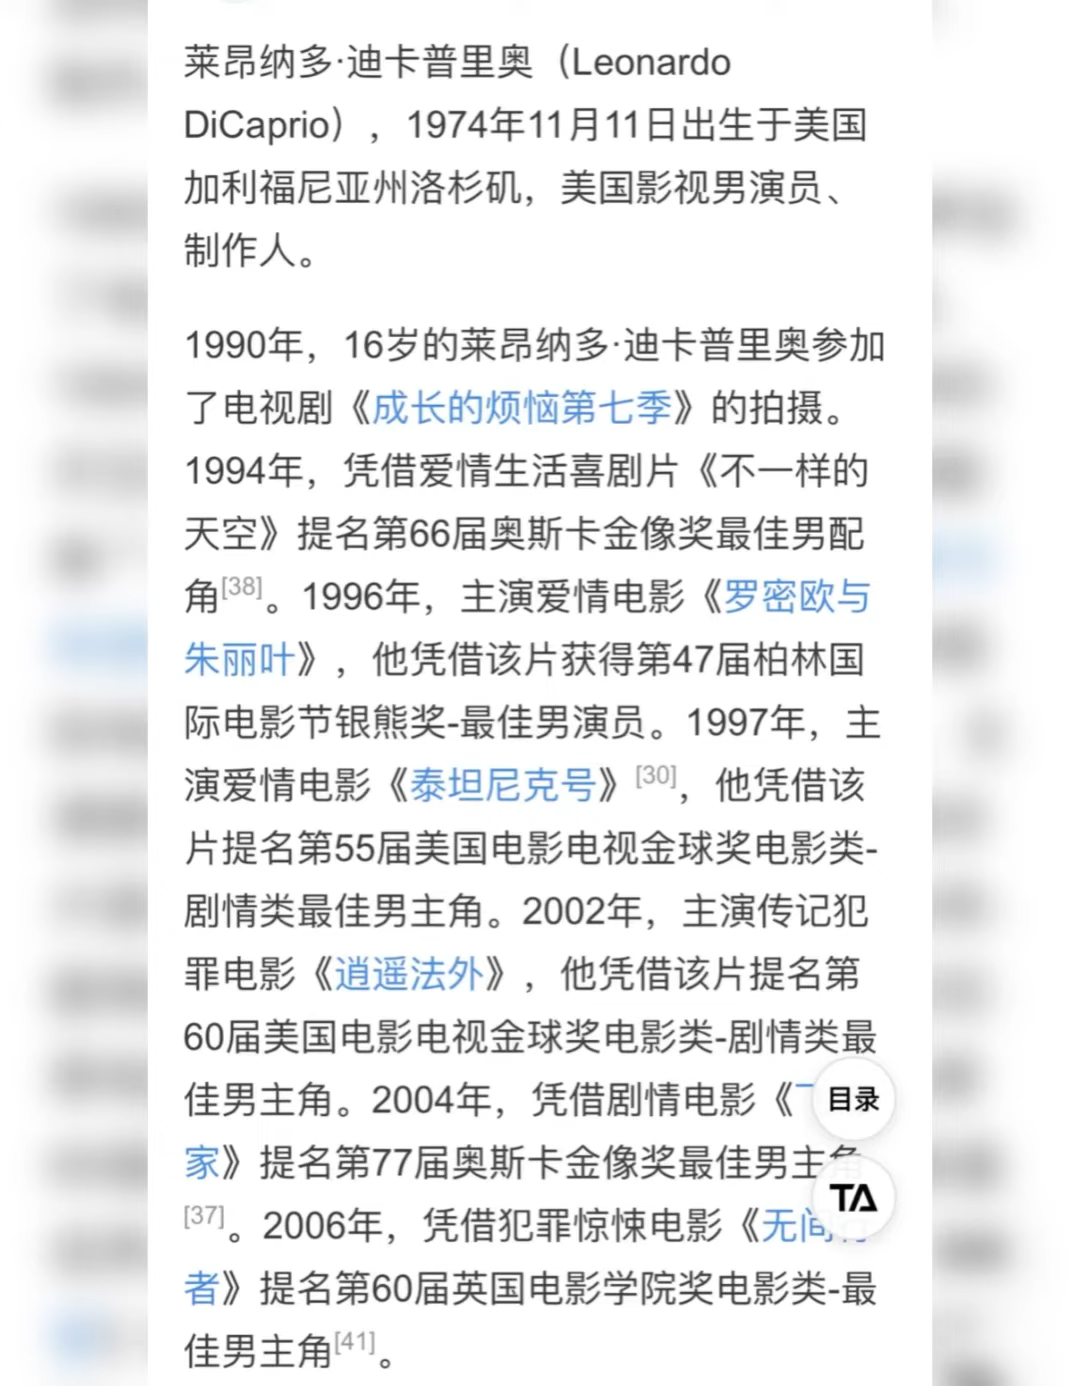 莱昂纳多·迪卡普里奥（Leonardo
DiCaprio），1974年11月11日出生于美国
加利福尼亚州洛杉矶，美国影视男演员、
制作人。
1990年，16岁的莱昂纳多·迪卡普里奥参加
了电视剧《成长的烦恼第七季》的拍摄。
1994年，凭借爱情生活喜剧片《不一样的
天空》提名第66届奥斯卡金像奖最佳男配
角[38]。1996年，主演爱情电影《罗密欧与
朱丽叶》，他凭借该片获得第47届柏林国
际电影节银熊奖-最佳男演员。1997年，主
演爱情电影《泰坦尼克号》[30]，他凭借该
片提名第55届美国电影电视金球奖电影类-
剧情类最佳男主角。2002年，主演传记犯
罪电影《逍遥法外》，他凭借该片提名第
60届美国电影电视金球奖电影类-剧情类最
佳男主角。2004年，凭借剧情电影《
目录
家》提名第77届奥斯卡金像奖最佳男主角
TA
[37]。2006年，凭借犯罪惊悚电影《无间行
者》提名第60届英国电影学院奖电影类-最
佳男主角[41]。